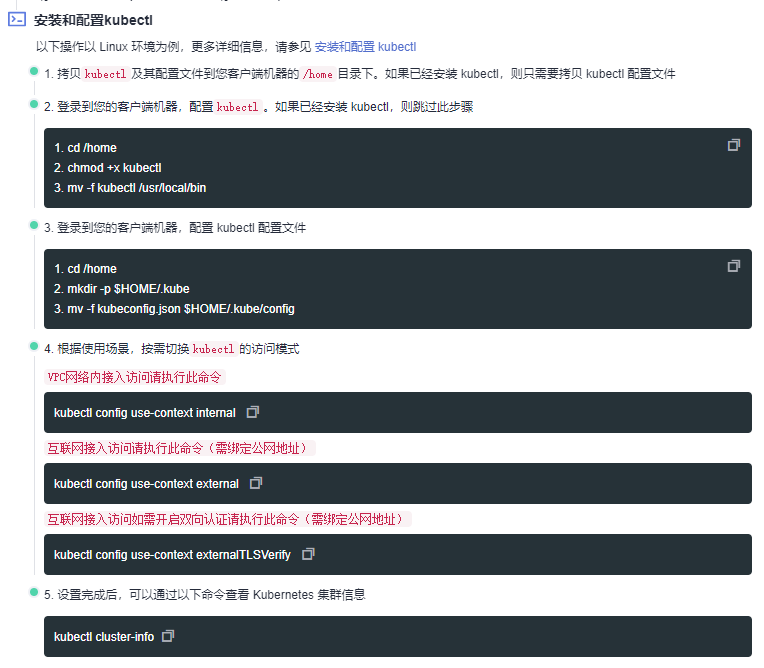 安装和配置kubectl
以下操作以 Linux 环境为例，更多详细信息，请参见 安装和配置 kubectl
1. 拷贝 kubectl 及其配置文件到您客户端机器的 /home 目录下。如果已经安装 kubectl，则只需要拷贝 kubectl 配置文件
2. 登录到您的客户端机器，配置 kubectl 。如果已经安装 kubectl，则跳过此步骤
1. cd /home
2. chmod +x kubectl
3. mv -f kubectl /usr/local/bin
3. 登录到您的客户端机器，配置 kubectl 配置文件
1. cd /home
2. mkdir -p $HOME/.kube
3. mv -f kubeconfig.json $HOME/.kube/config
4. 根据使用场景，按需切换 kubectl 的访问模式
VPC网络内接入访问请执行此命令
kubectl config use-context internal
互联网接入访问请执行此命令（需绑定公网地址）
kubectl config use-context external
互联网接入访问如需开启双向认证请执行此命令（需绑定公网地址）
kubectl config use-context externalTLSVerify
5. 设置完成后，可以通过以下命令查看 Kubernetes 集群信息
kubectl cluster-info